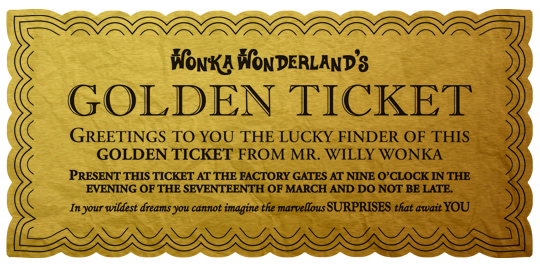 WONKA WONDERLAND'S
GOLDEN TICKET
GREETINGS TO YOU THE LUCKY FINDER OF THIS
GOLDEN TICKET FROM MR. WILLY WONKA
PRESENT THIS TICKET AT THE FACTORY GATES AT NINE O'CLOCK IN THE
EVENING OF THE SEVENTEENTH OF MARCH AND DO NOT BE LATE.
In your wildest dreams you cannot imagine the marvellous SURPRISES that await YOU